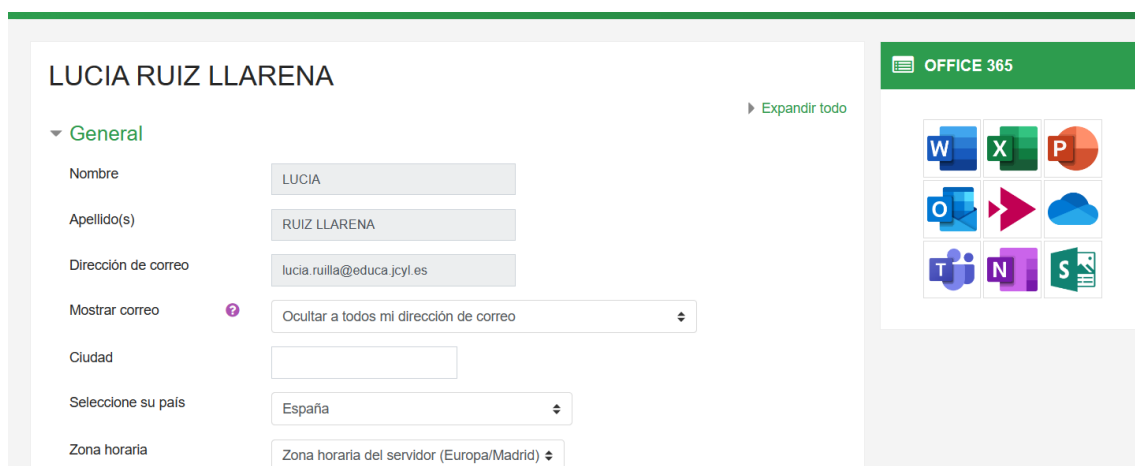 LUCIA RUIZ LLARENA
Expandir todo
General
Nombre
LUCIA
Apellido(s)
RUIZ LLARENA
Dirección de correo
lucia.ruilla@educa.jcyl.es
Mostrar correo
Ocultar a todos mi dirección de correo
Ciudad
Seleccione su país
España
Zona horaria
Zona horaria del servidor (Europa/Madrid)
OFFICE 365
W X P
O
T N S